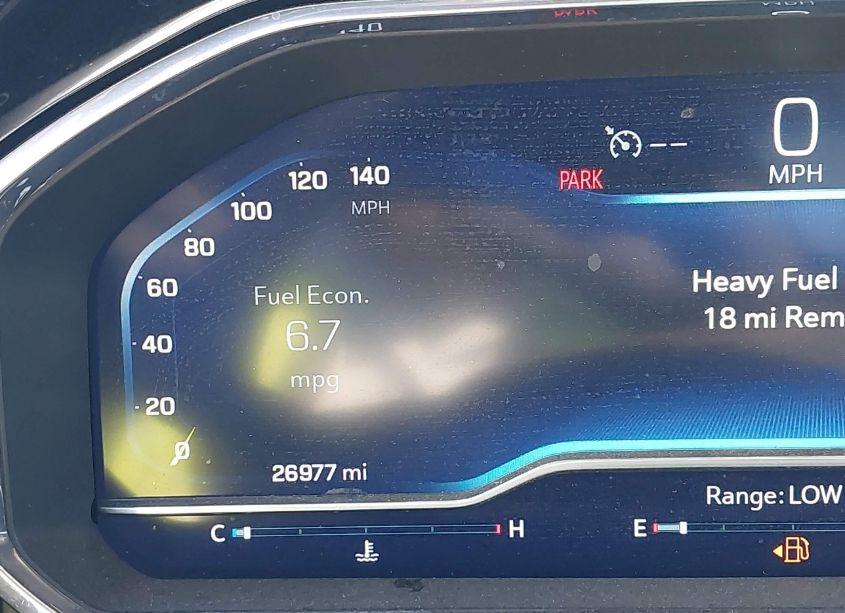 0
MPH
PARK
120 140
MPH
100
80
60
40
20
0
Fuel Econ.
6.7
mpg
Heavy Fuel
18 mi Rem
26977 mi
Range: LOW
C H
E